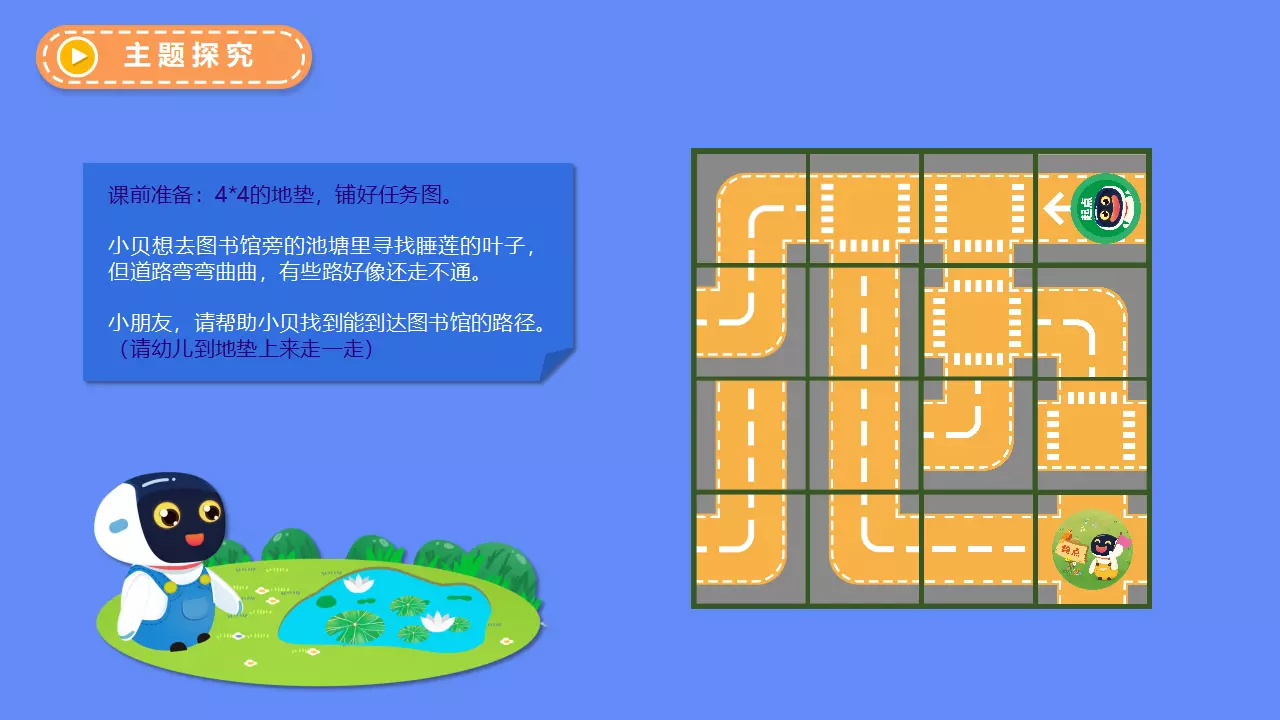 主题探究
课前准备：4*4的地垫，铺好任务图。
小贝想去图书馆旁的池塘里寻找睡莲的叶子，
但道路弯弯曲曲，有些路好像还走不通。
小朋友，请帮助小贝找到能到达图书馆的路径。
（请幼儿到地垫上来走一走）
起点
终点